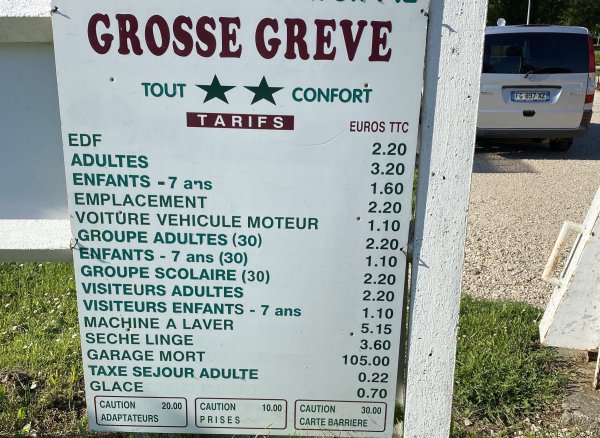 GROSSE GREVE
TOUT ★★ CONFORT
TARIFS
EUROS TTC
EDF 2.20
ADULTES 3.20
ENFANTS - 7 ans 1.60
EMPLACEMENT 2.20
VOITURE VEHICULE MOTEUR 1.10
GROUPE ADULTES (30) 2.20
ENFANTS - 7 ans (30) 1.10
GROUPE SCOLAIRE (30) 2.20
VISITEURS ADULTES 2.20
VISITEURS ENFANTS - 7 ans 1.10
MACHINE A LAVER 5.15
SECHE LINGE 3.60
GARAGE MORT 105.00
TAXE SEJOUR ADULTE 0.22
GLACE 0.70
CAUTION 20.00
ADAPTATEURS
CAUTION 10.00
PRISES
CAUTION 30.00
CARTE BARRIERE